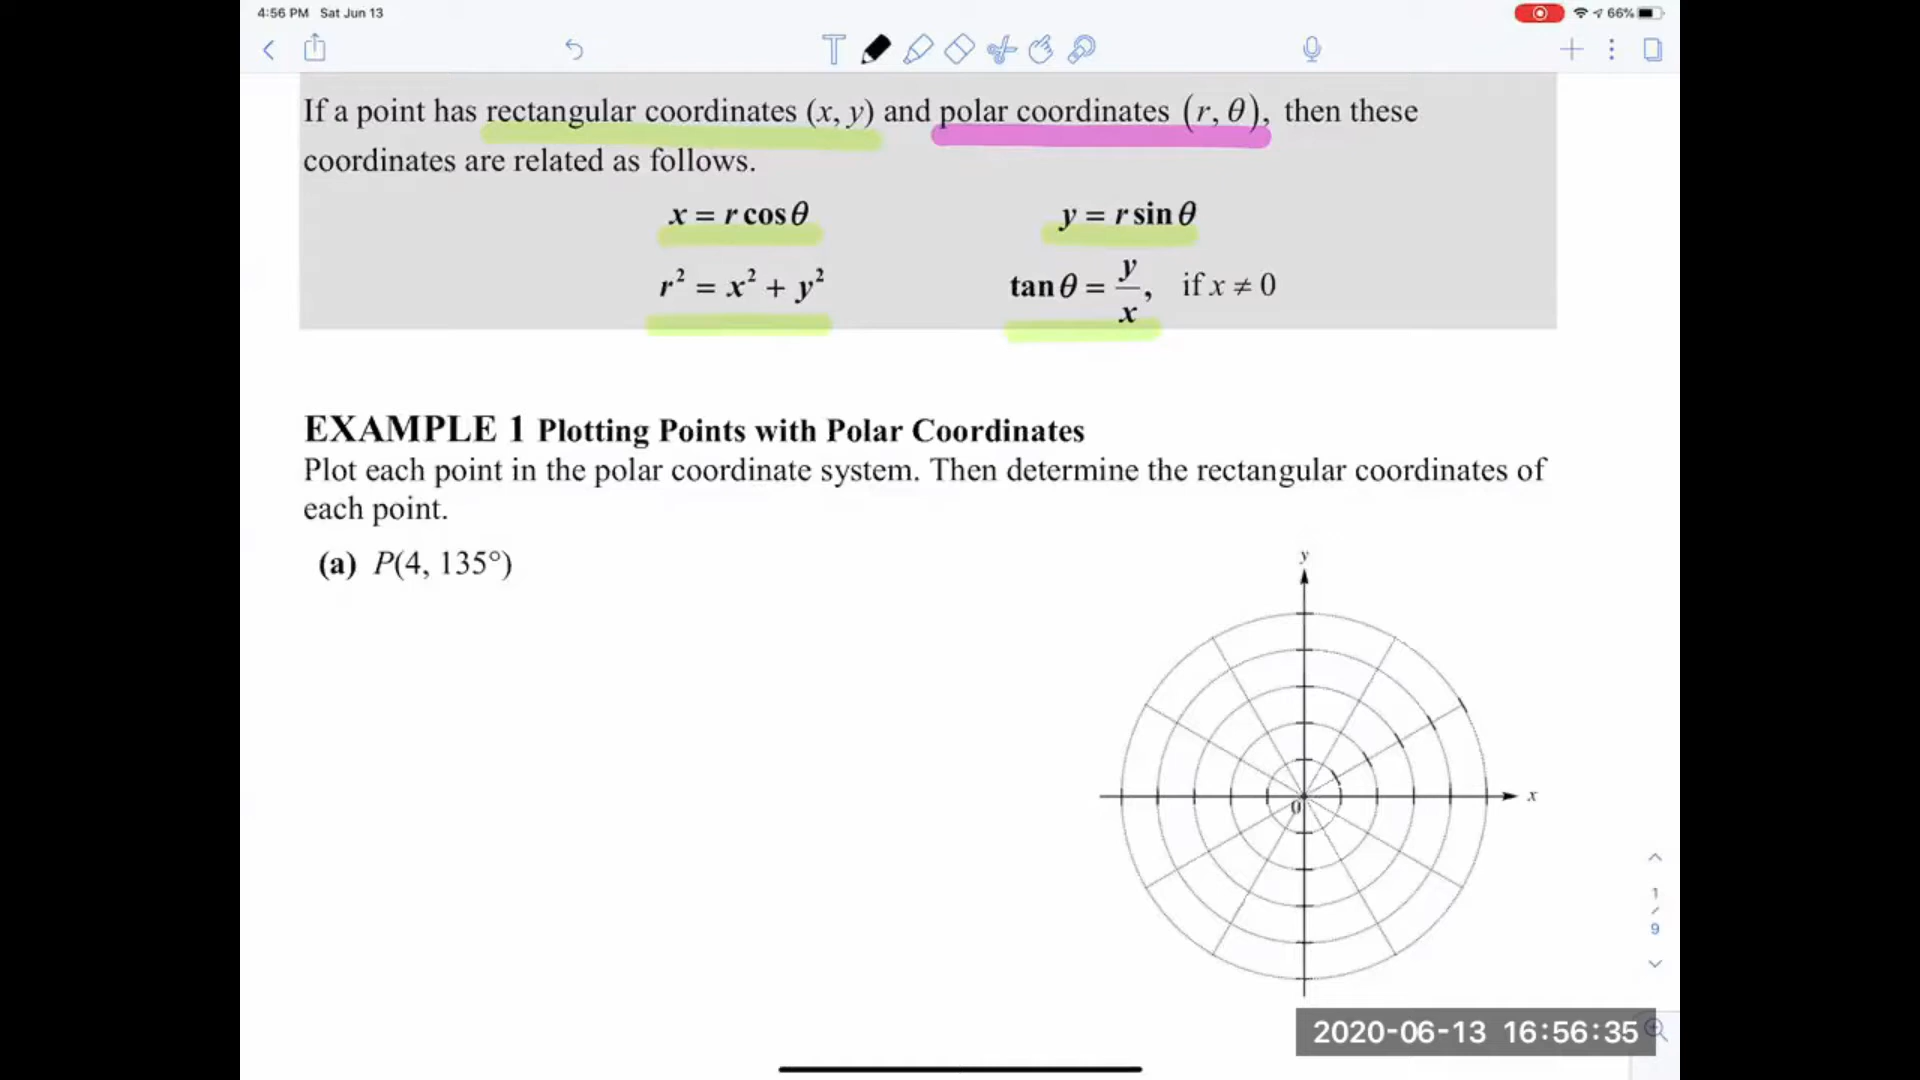 4:56 PM Sat Jun 13
66%
If a point has rectangular coordinates (x, y) and polar coordinates (r, θ), then these
coordinates are related as follows.
x = r cos θ y = r sin θ
r² = x² + y² tan θ = y/x, if x ≠ 0
EXAMPLE 1 Plotting Points with Polar Coordinates
Plot each point in the polar coordinate system. Then determine the rectangular coordinates of
each point.
(a) P(4, 135°)
y
x
0
1
/
9
2020-06-13 16:56:35